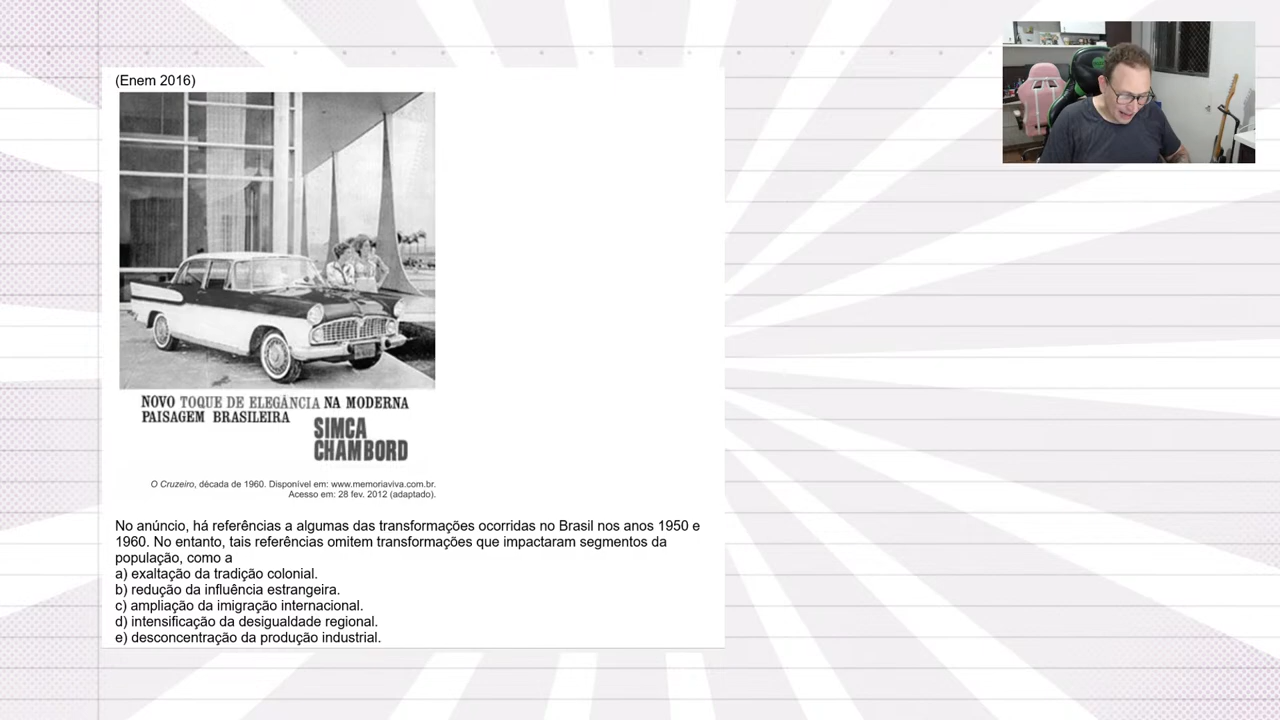 (Enem 2016)
NOVO TOQUE DE ELEGÂNCIA NA MODERNA
PAISAGEM BRASILEIRA
SIMCA
CHAMBORD
O Cruzeiro, década de 1960. Disponível em: www.memoriaviva.com.br.
Acesso em: 28 fev. 2012 (adaptado).
No anúncio, há referências a algumas das transformações ocorridas no Brasil nos anos 1950 e
1960. No entanto, tais referências omitem transformações que impactaram segmentos da
população, como a
a) exaltação da tradição colonial.
b) redução da influência estrangeira.
c) ampliação da imigração internacional.
d) intensificação da desigualdade regional.
e) desconcentração da produção industrial.